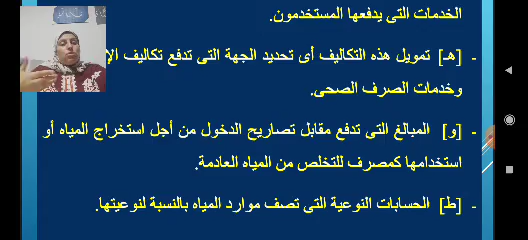 الخدمات التى يدفعها المستخدمون.
- [هـ] تمويل هذه التكاليف أى تحديد الجهة التى تدفع تكاليف
وخدمات الصرف الصحى.
- [و] المبالغ التي تدفع مقابل تصاريح الدخول من أجل استخراج المياه أو
استخدامها كمصرف للتخلص من المياه العادمة.
- [ط] الحسابات النوعية التى تصف موارد المياه بالنسبة لنوعيتها.